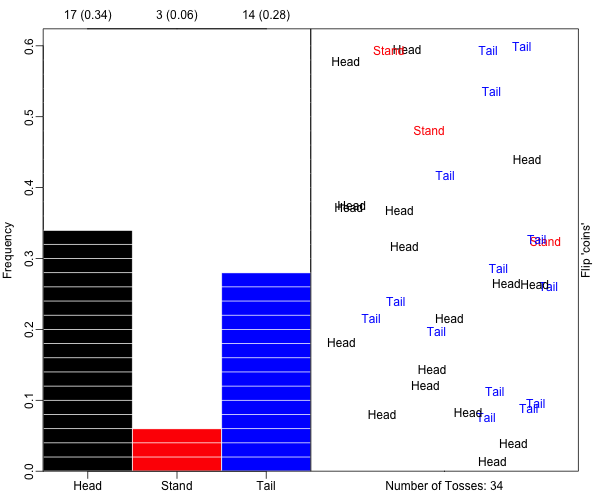 17 (0.34) 3 (0.06) 14 (0.28)
0.6
0.5
0.4
0.3
0.2
0.1
0.0
Frequency
Head Stand Tail
Stand Head Tail Tail
Head
Tail
Stand
Head
Tail
Head Head Head
Head Tail Stand
Tail
Head Head Tail
Tail
Tail Head
Tail
Head
Head
Head
Tail
Head Head Tail Tail Tail
Head
Head
Flip 'coins'
Number of Tosses: 34